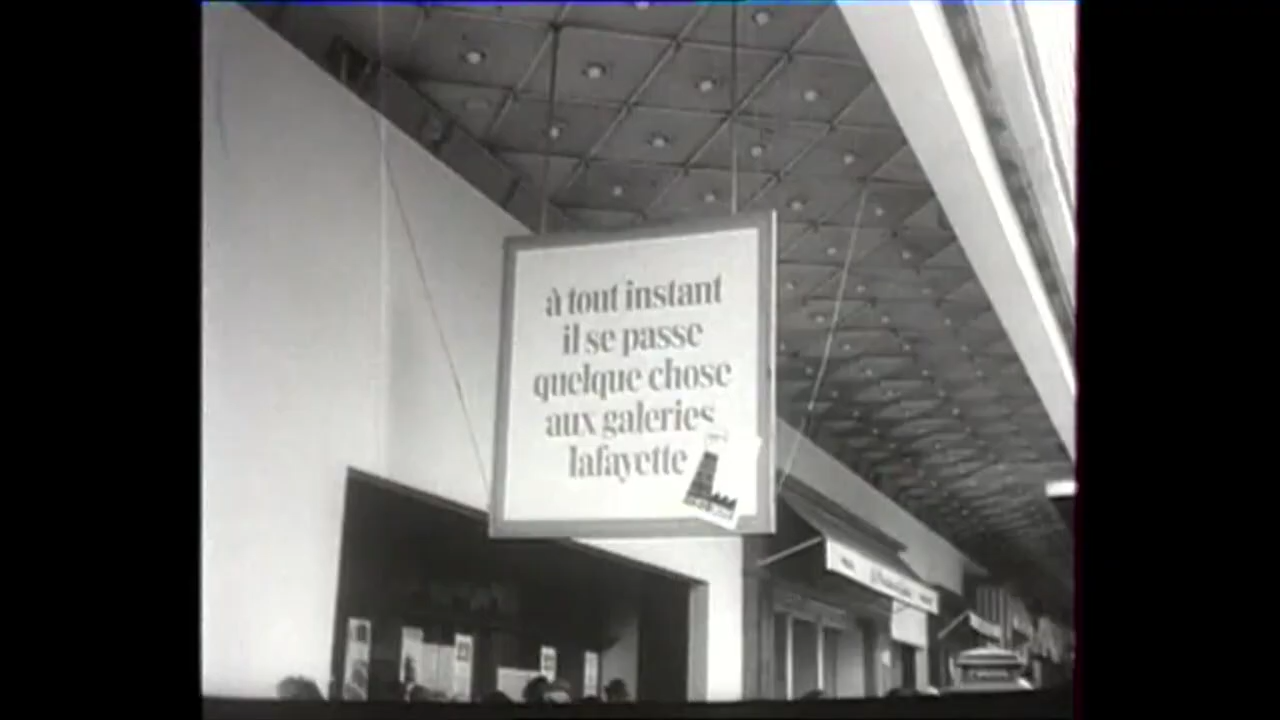 à tout instant
il se passe
quelque chose
aux galeries
lafayette